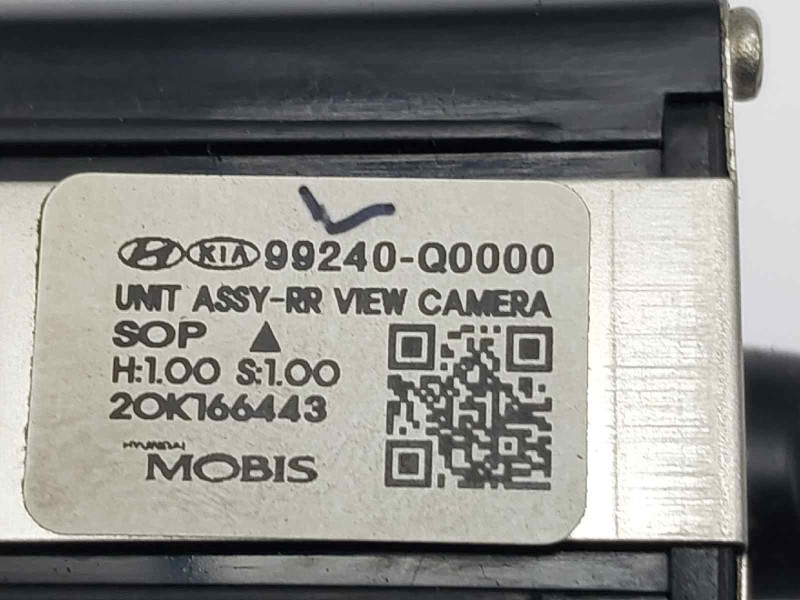 KIA 99240-Q0000
UNIT ASSY-RR VIEW CAMERA
SOP ▲
H:1.00 S:1.00
20K166443
HYUNDAI
MOBIS